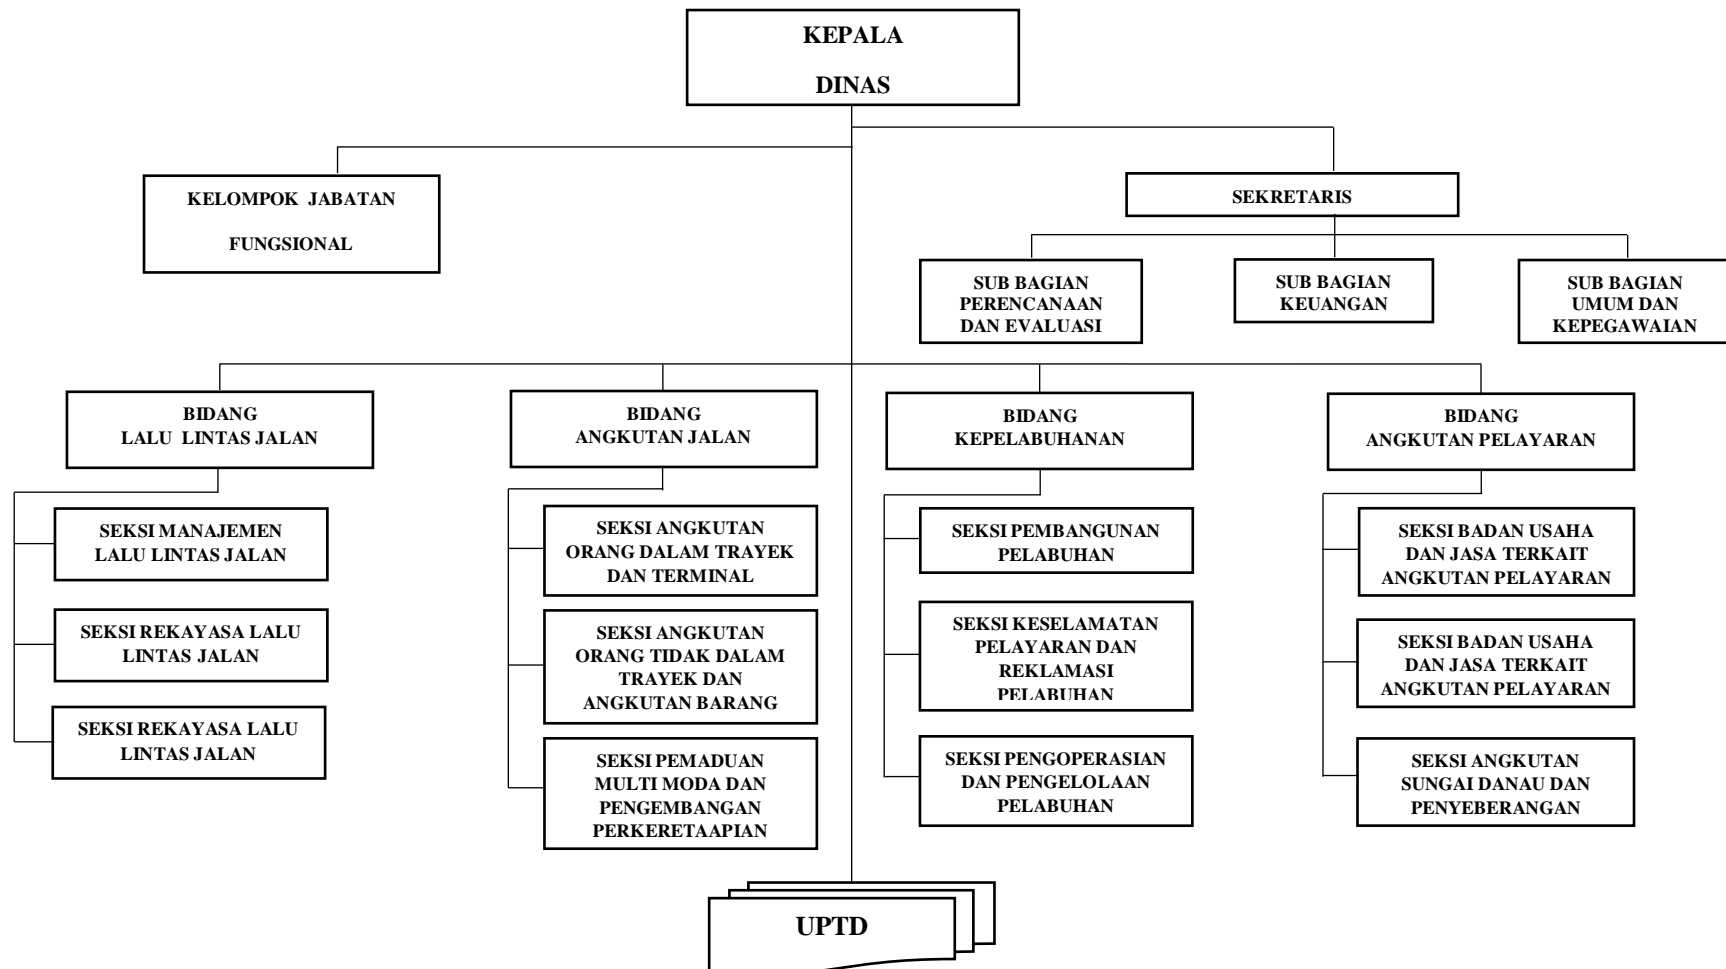 KEPALA
DINAS
KELOMPOK JABATAN
FUNGSIONAL
SEKRETARIS
SUB BAGIAN
PERENCANAAN
DAN EVALUASI
SUB BAGIAN
KEUANGAN
SUB BAGIAN
UMUM DAN
KEPEGAWAIAN
BIDANG
LALU LINTAS JALAN
BIDANG
ANGKUTAN JALAN
BIDANG
KEPELABUHANAN
BIDANG
ANGKUTAN PELAYARAN
SEKSI MANAJEMEN
LALU LINTAS JALAN
SEKSI REKAYASA LALU
LINTAS JALAN
SEKSI REKAYASA LALU
LINTAS JALAN
SEKSI ANGKUTAN
ORANG DALAM TRAYEK
DAN TERMINAL
SEKSI ANGKUTAN
ORANG TIDAK DALAM
TRAYEK DAN
ANGKUTAN BARANG
SEKSI PEMADUAN
MULTI MODA DAN
PENGEMBANGAN
PERKERETAAPIAN
SEKSI PEMBANGUNAN
PELABUHAN
SEKSI KESELAMATAN
PELAYARAN DAN
REKLAMASI
PELABUHAN
SEKSI PENGOPERASIAN
DAN PENGELOLAAN
PELABUHAN
SEKSI BADAN USAHA
DAN JASA TERKAIT
ANGKUTAN PELAYARAN
SEKSI BADAN USAHA
DAN JASA TERKAIT
ANGKUTAN PELAYARAN
SEKSI ANGKUTAN
SUNGAI DANAU DAN
PENYEBERANGAN
UPTD